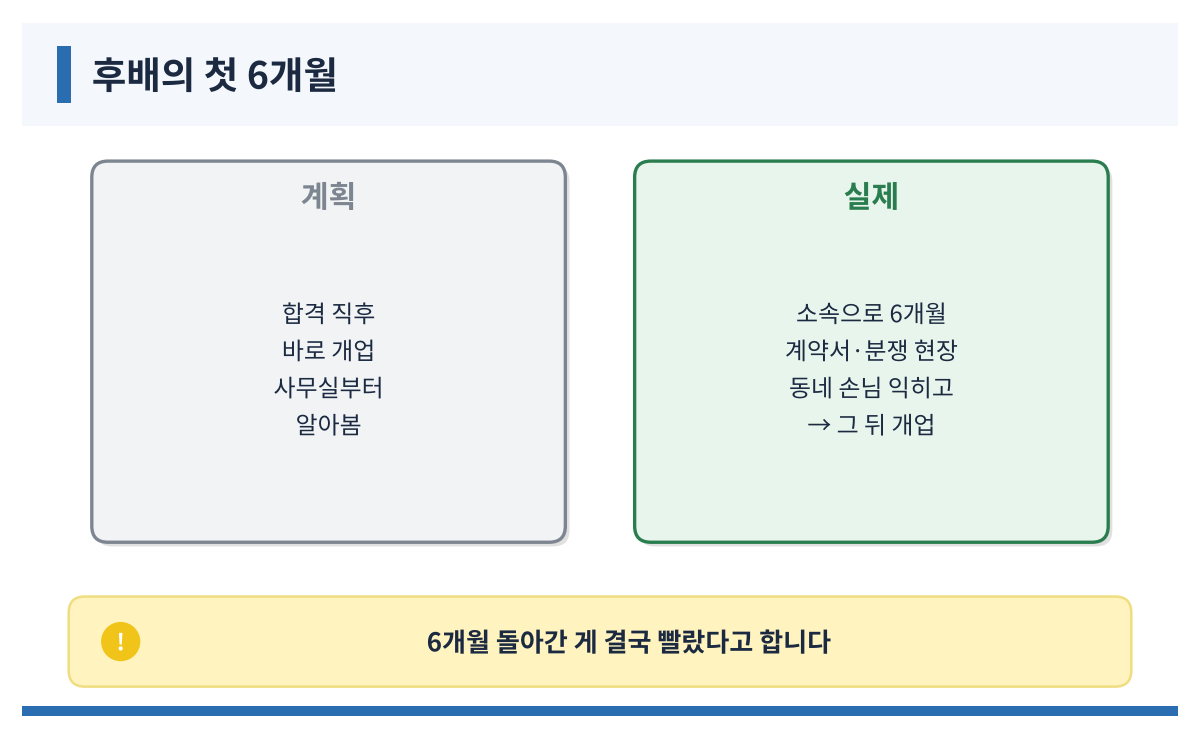 후배의 첫 6개월
계획
합격 직후
바로 개업
사무실부터
알아봄
실제
소속으로 6개월
계약서·분쟁 현장
동네 손님 익히고
→ 그 뒤 개업
!
6개월 돌아간 게 결국 빨랐다고 합니다